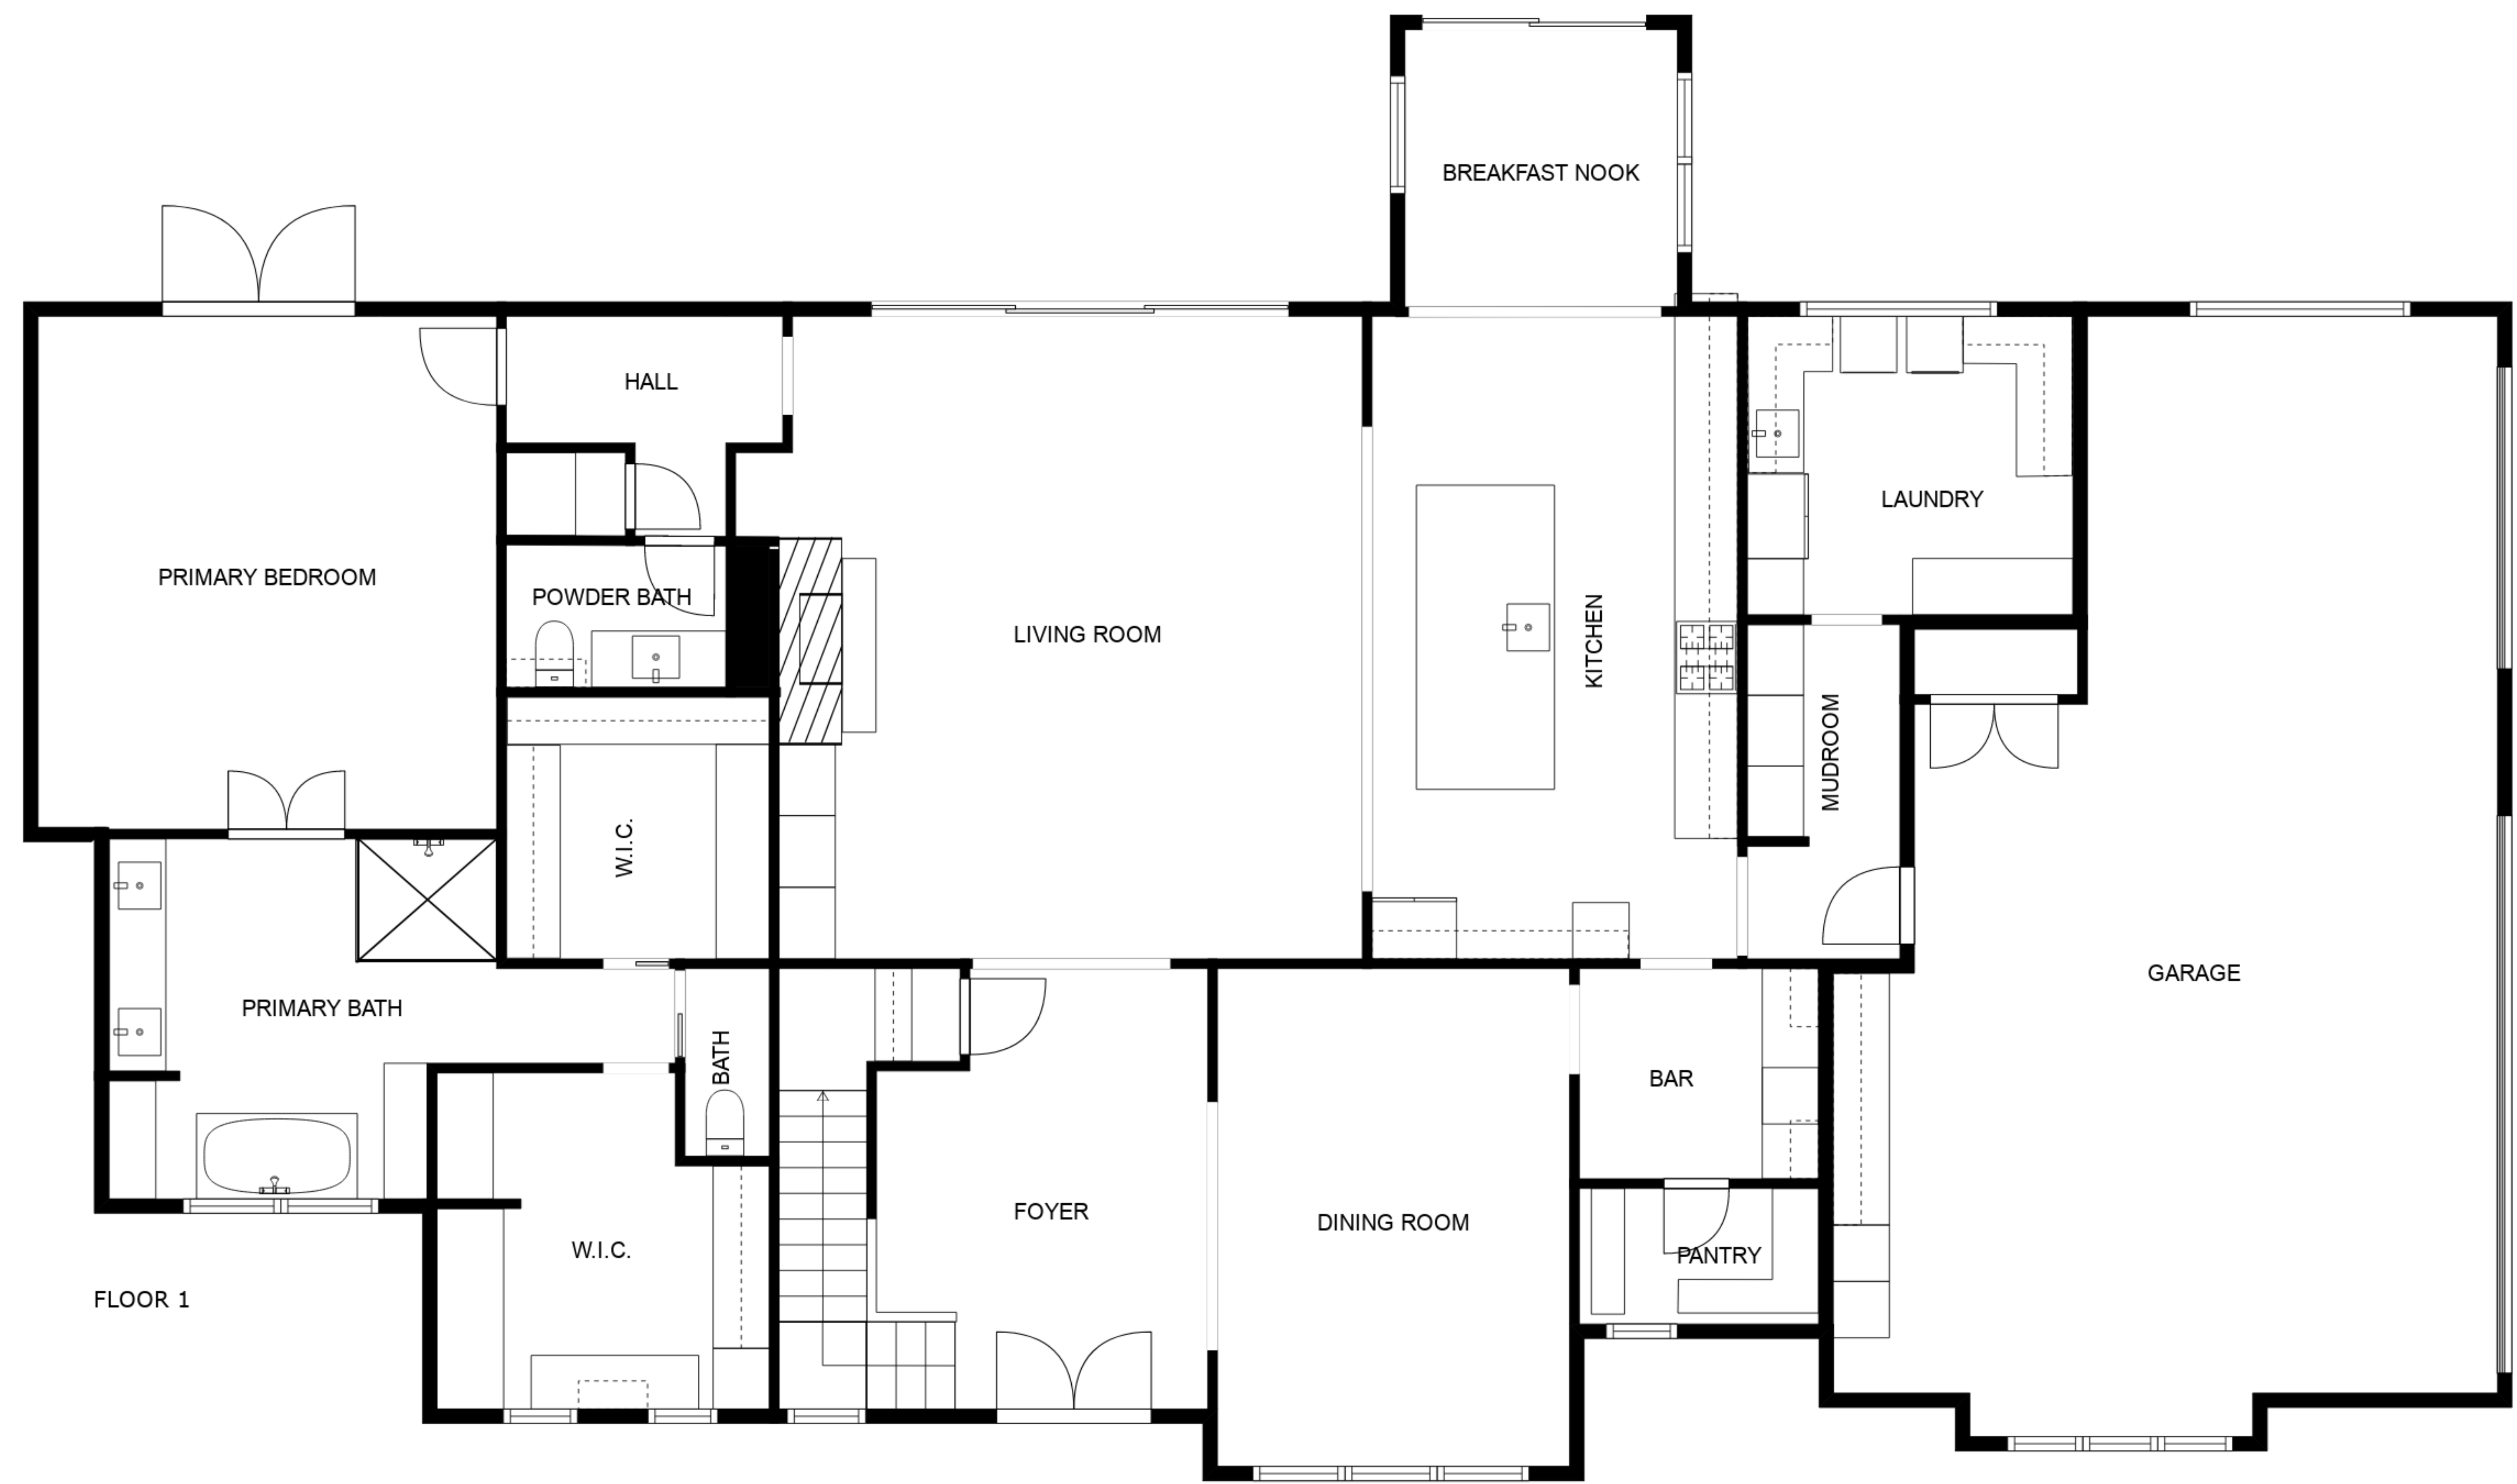 BREAKFAST NOOK
HALL
LAUNDRY
PRIMARY BEDROOM
POWDER BATH
LIVING ROOM
KITCHEN
MUDROOM
W.I.C.
GARAGE
PRIMARY BATH
BATH
BAR
FOYER
DINING ROOM
W.I.C.
PANTRY
FLOOR 1